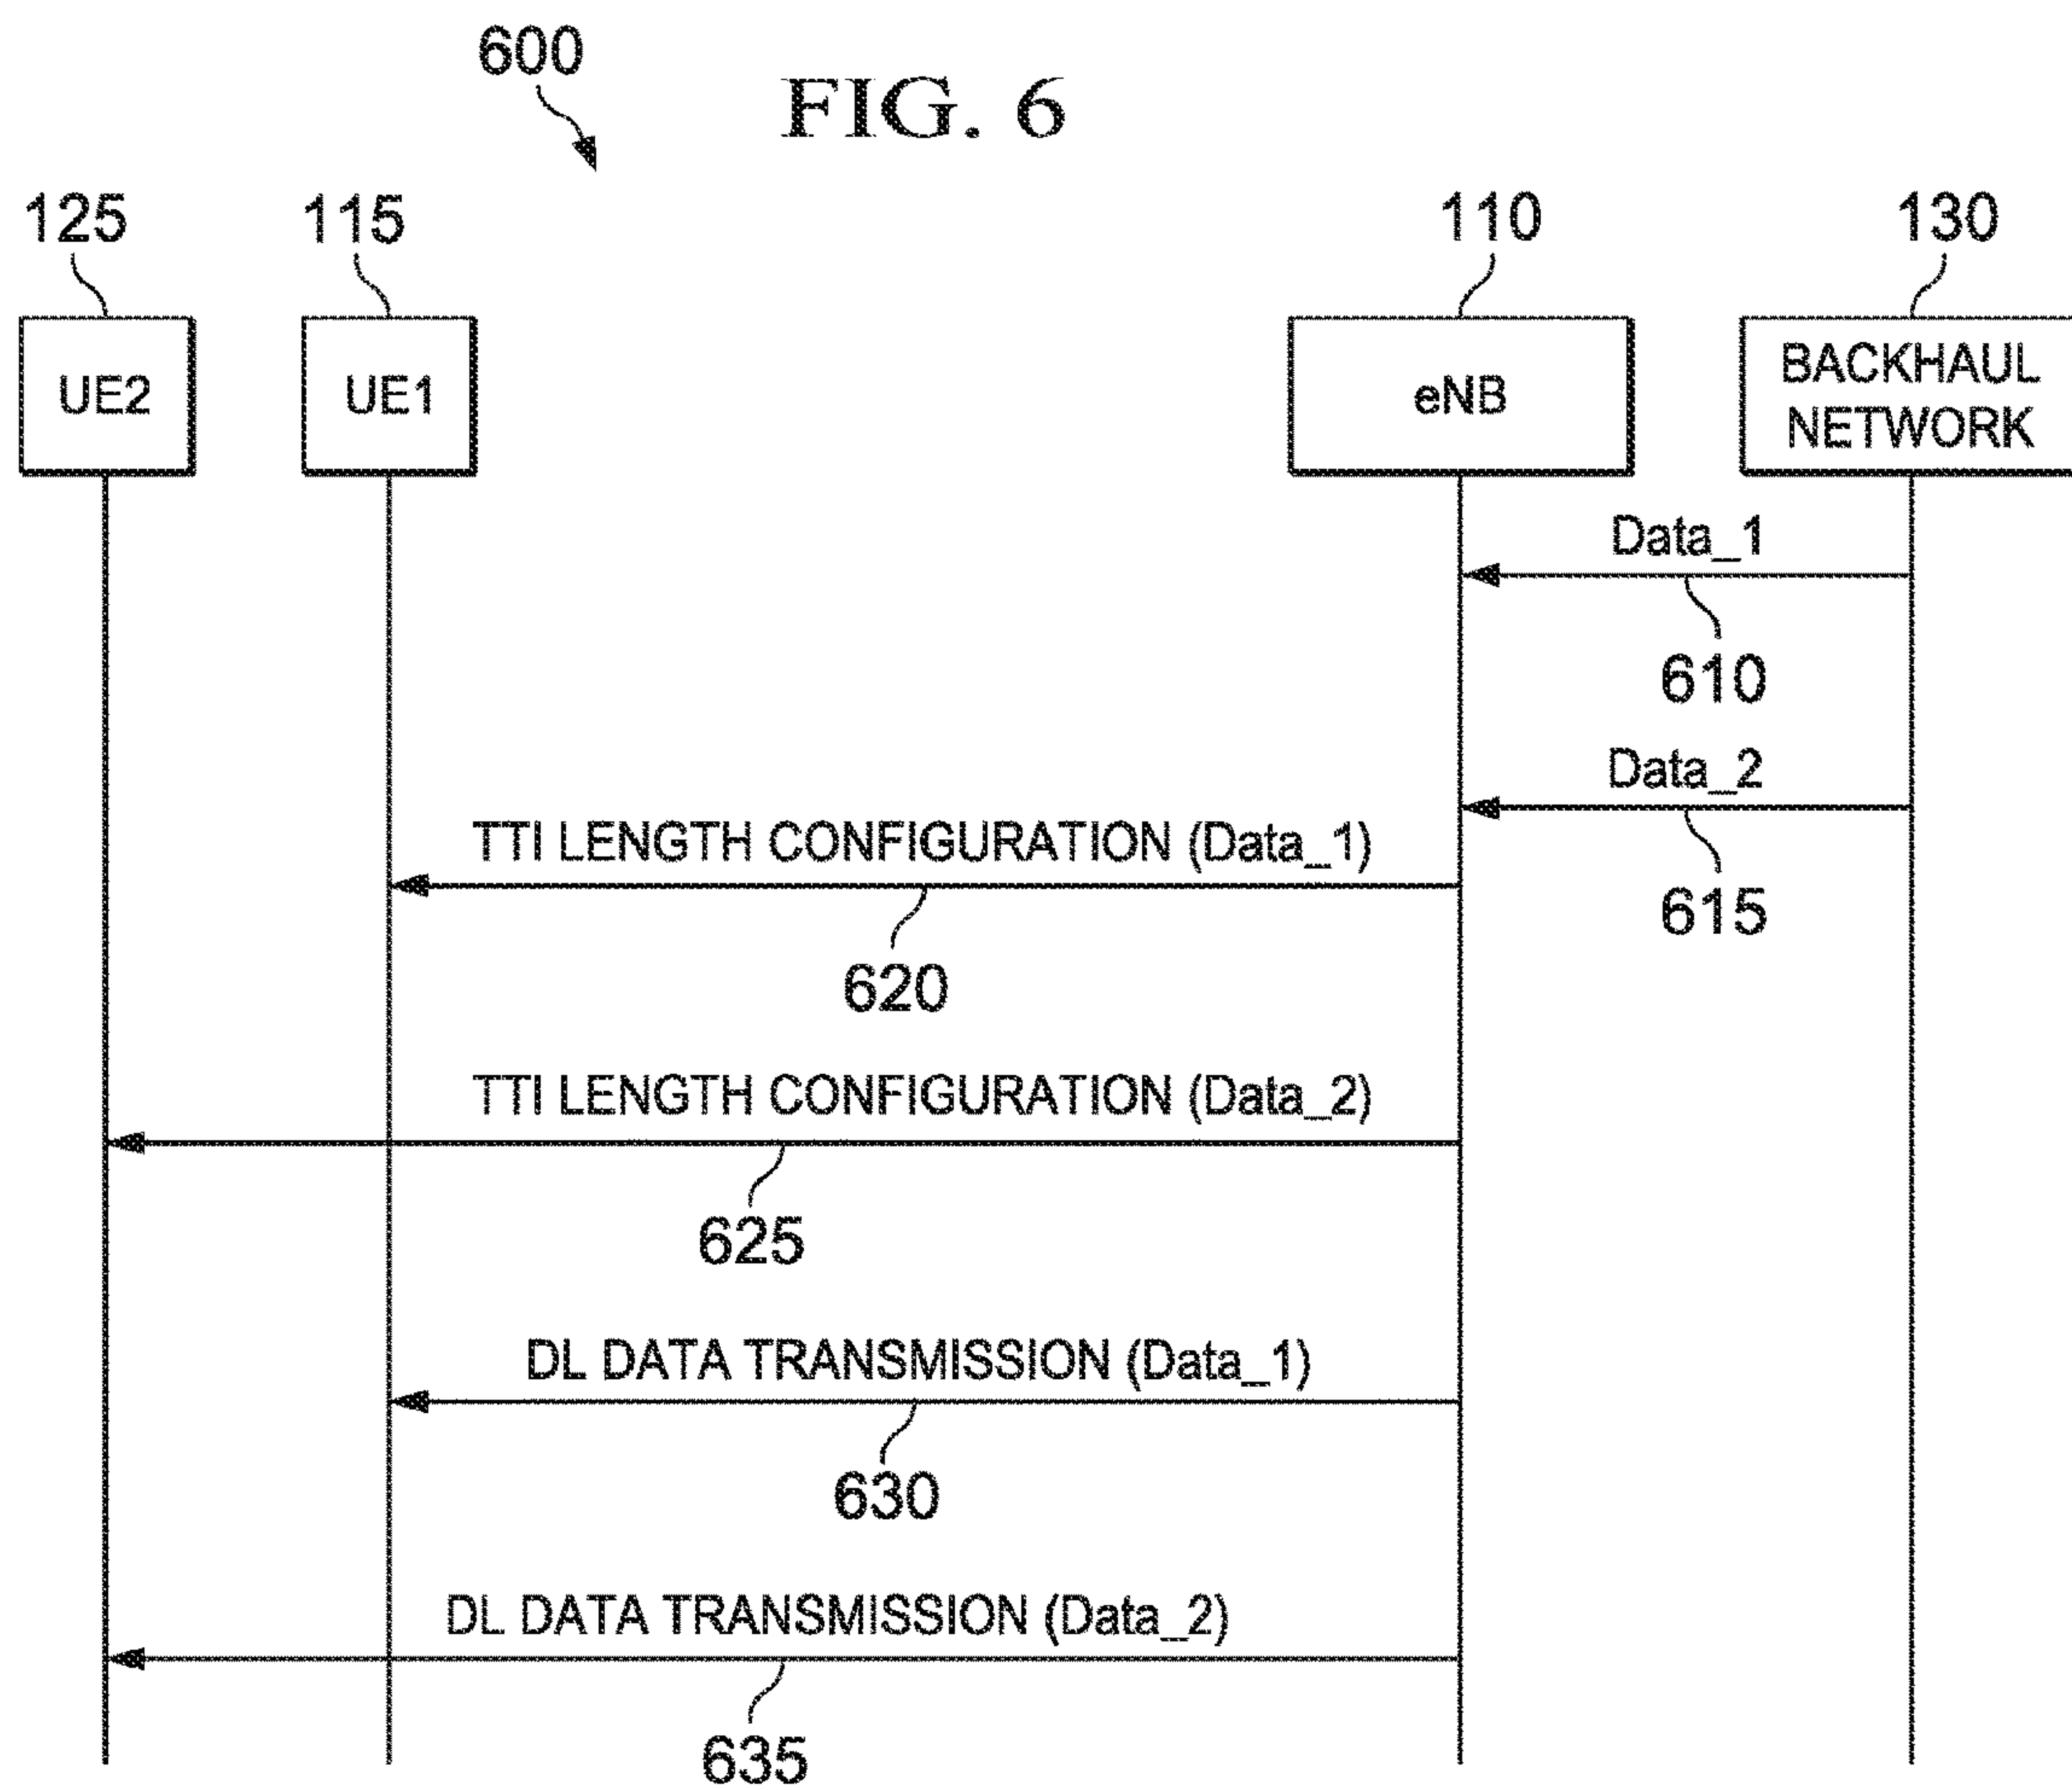 600
FIG. 6
125
115
110
130
UE2
UE1
eNB
BACKHAUL
NETWORK
Data_1
610
Data_2
TTI LENGTH CONFIGURATION (Data_1)
615
620
TTI LENGTH CONFIGURATION (Data_2)
625
DL DATA TRANSMISSION (Data_1)
630
DL DATA TRANSMISSION (Data_2)
635